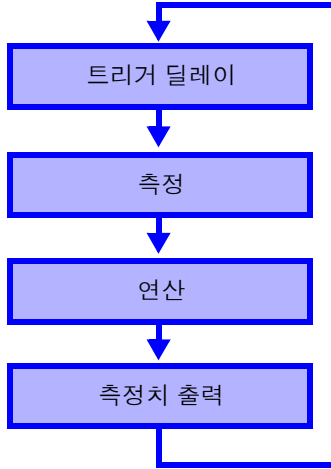 트리거 딜레이
측정
연산
측정치 출력